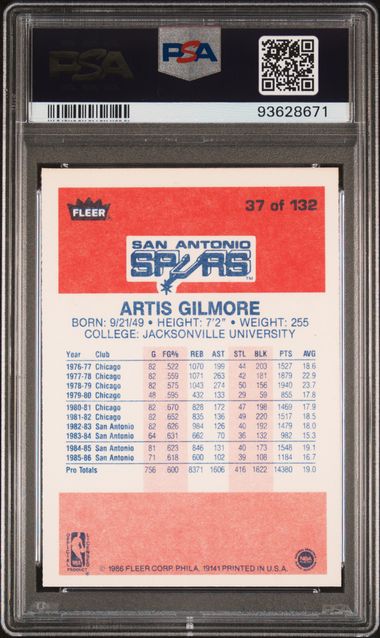 PSA
PSA
93628671
FLEER
37 of 132
SAN ANTONIO
SPURS
TM
ARTIS GILMORE
BORN: 9/21/49 • HEIGHT: 7'2" • WEIGHT: 255
COLLEGE: JACKSONVILLE UNIVERSITY
Year Club G FG% REB AST STL BLK PTS AVG
1976-77 Chicago 82 .522 1070 199 44 203 1527 18.6
1977-78 Chicago 82 .559 1071 263 42 181 1879 22.9
1978-79 Chicago 82 .575 1043 274 50 156 1940 23.7
1979-80 Chicago 48 .595 432 133 29 59 855 17.8
1980-81 Chicago 82 .670 828 172 47 198 1469 17.9
1981-82 Chicago 82 .652 835 136 49 220 1517 18.5
1982-83 San Antonio 82 .626 984 126 40 192 1479 18.0
1983-84 San Antonio 64 .631 662 70 36 132 982 15.3
1984-85 San Antonio 81 .623 846 131 40 173 1548 19.1
1985-86 San Antonio 71 .618 600 102 39 108 1184 16.7
Pro Totals 756 .600 8371 1606 416 1622 14380 19.0
© 1986 FLEER CORP. PHILA. 19141 PRINTED IN U.S.A.